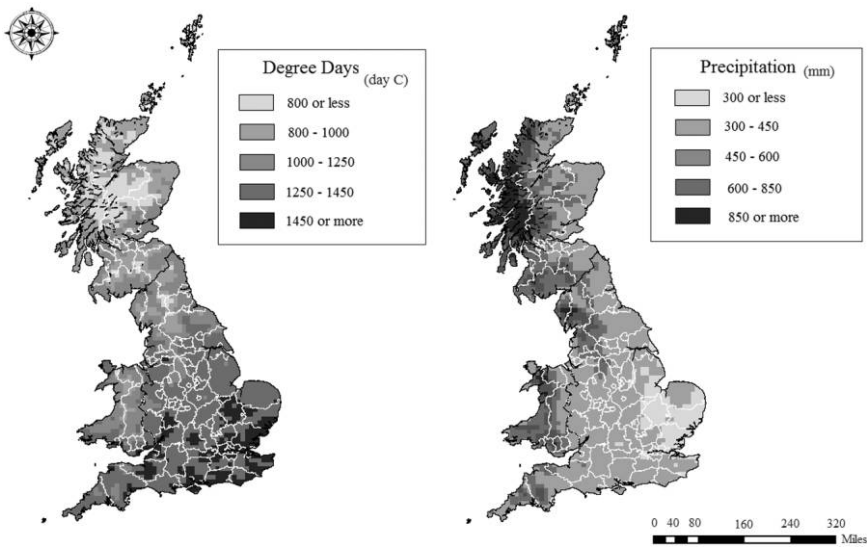 Degree Days
(day C)
800 or less
800 - 1000
1000 - 1250
1250 - 1450
1450 or more
Precipitation (mm)
300 or less
300 - 450
450 - 600
600 - 850
850 or more
0 40 80 160 240 320
Miles